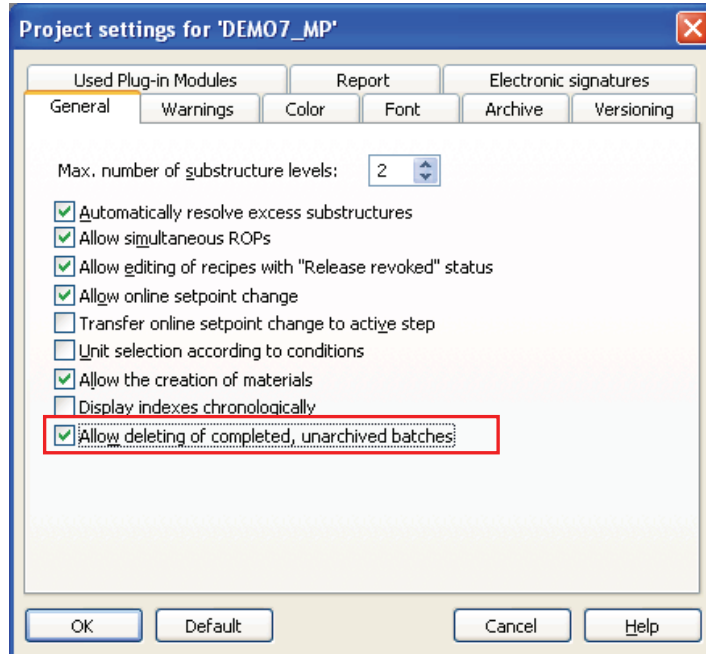 Project settings for 'DEMO7_MP'
Used Plug-in Modules Report Electronic signatures
General Warnings Color Font Archive Versioning
Max. number of substructure levels: 2
Automatically resolve excess substructures
Allow simultaneous ROPs
Allow editing of recipes with "Release revoked" status
Allow online setpoint change
Transfer online setpoint change to active step
Unit selection according to conditions
Allow the creation of materials
Display indexes chronologically
Allow deleting of completed, unarchived batches
OK Default Cancel Help